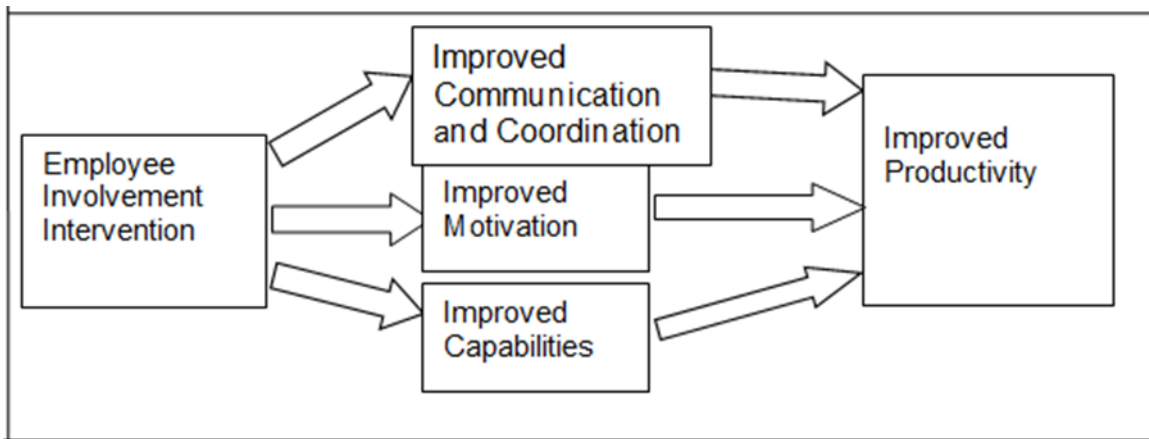 Employee
Involvement
Intervention
Improved
Communication
and Coordination
Improved
Motivation
Improved
Capabilities
Improved
Productivity